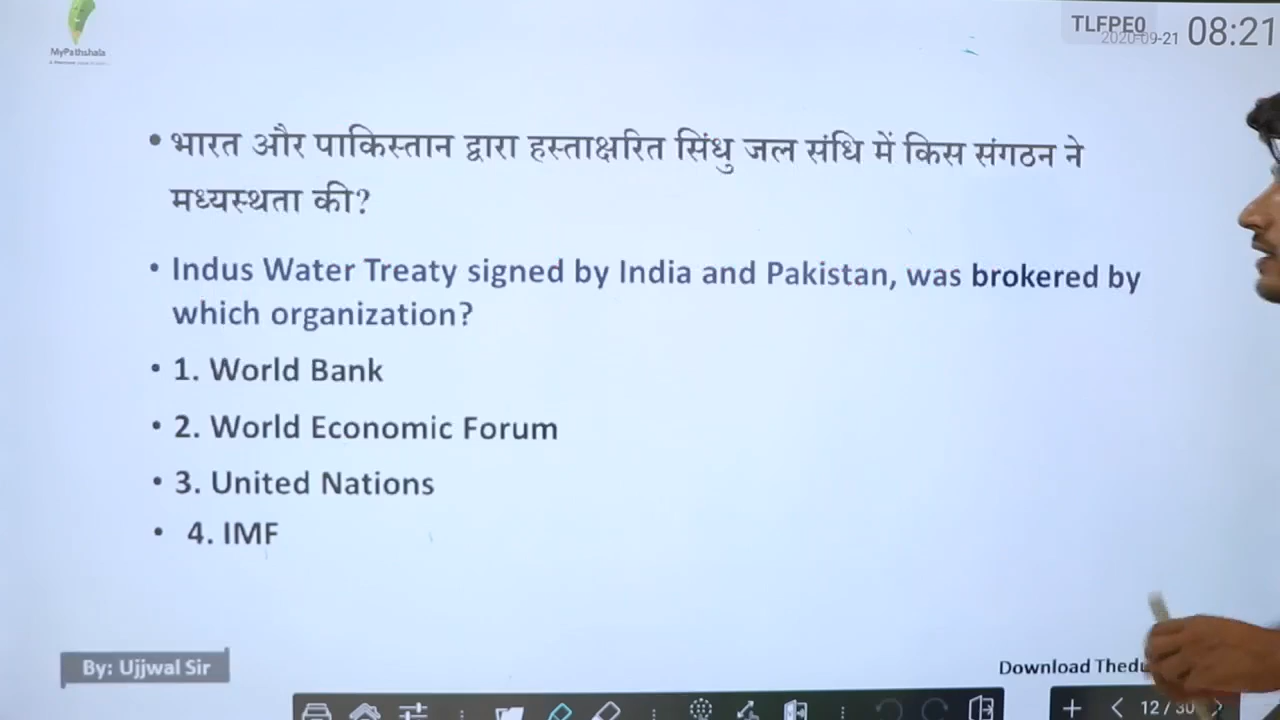 MyPathshala
TLFPE0
2020-09-21
08:21
• भारत और पाकिस्तान द्वारा हस्ताक्षरित सिंधु जल संधि में किस संगठन ने
मध्यस्थता की?
• Indus Water Treaty signed by India and Pakistan, was brokered by
which organization?
• 1. World Bank
• 2. World Economic Forum
• 3. United Nations
• 4. IMF
By: Ujjwal Sir
Download Thedu
12/30